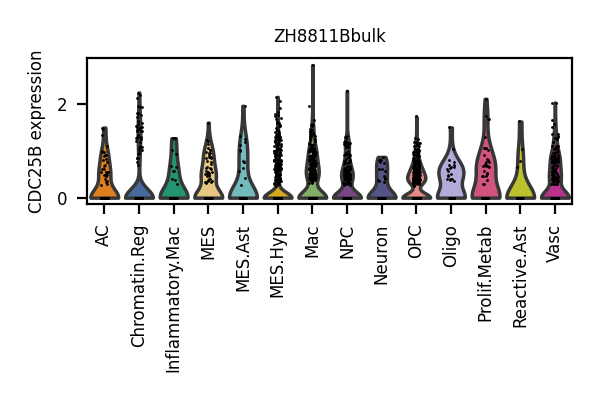 ZH8811Bbulk
CDC25B expression
2
0
AC
Chromatin.Reg
Inflammatory.Mac
MES
MES.Ast
MES.Hyp
Mac
NPC
Neuron
OPC
Oligo
Prolif.Metab
Reactive.Ast
Vasc